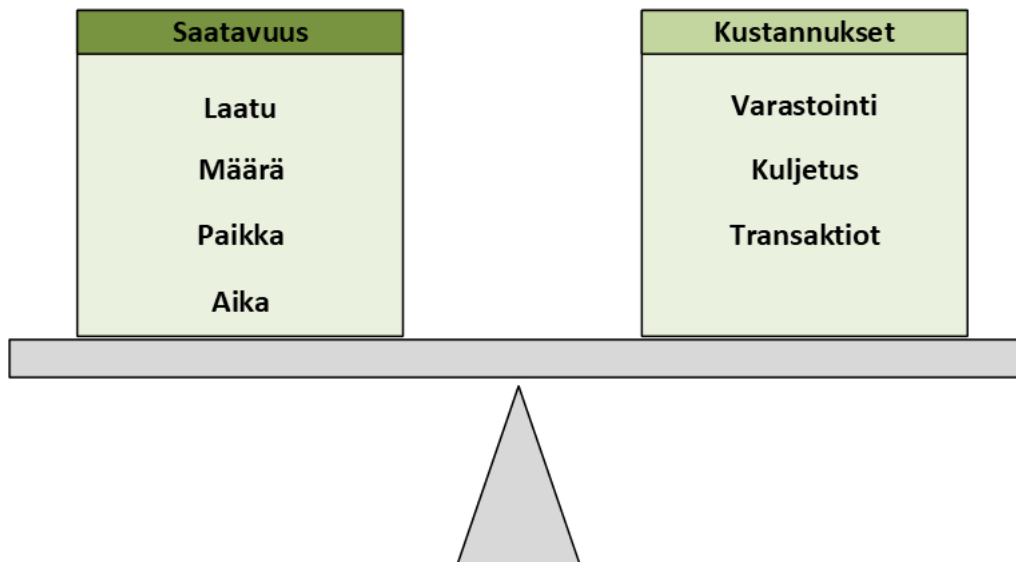 Saatavuus
Laatu
Määrä
Paikka
Aika
Kustannukset
Varastointi
Kuljetus
Transaktiot